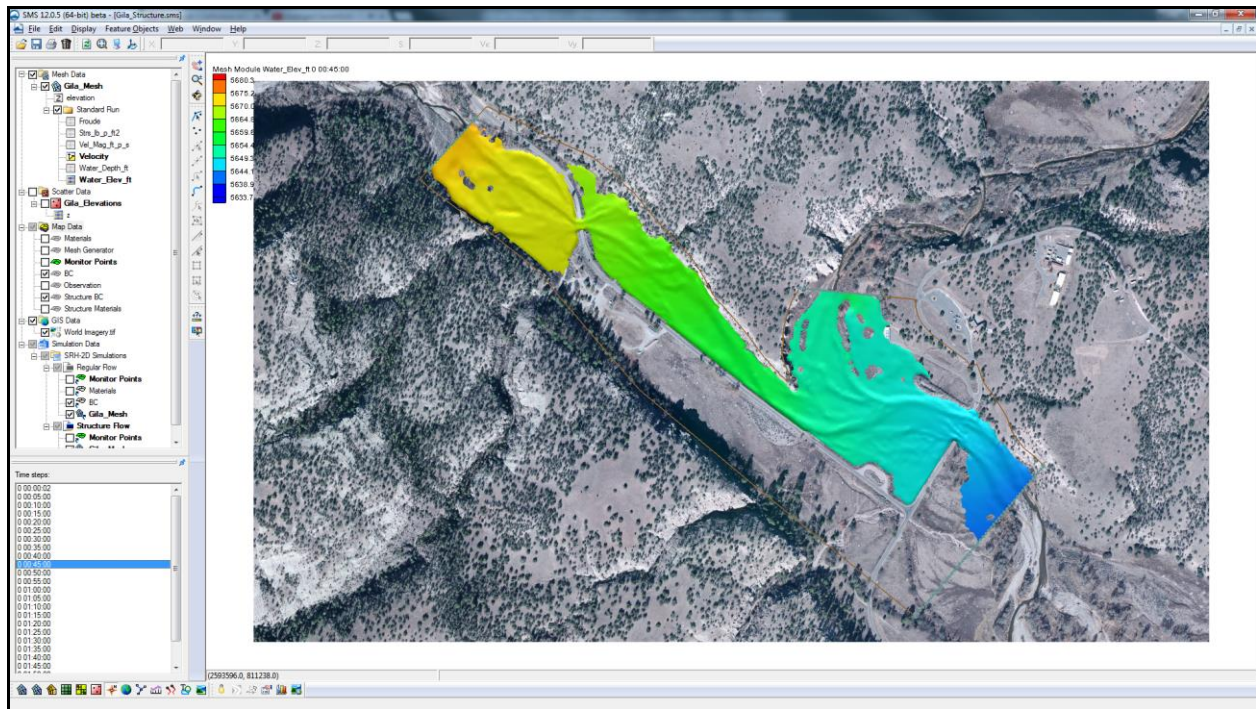 SMS 12.0.5 (64-bit) beta - [Gila_Structure.sms]
File Edit Display Feature Objects Web Window Help
X Y Z S Vx Vy
Mesh Module Water_Elev_ft 0 00:45:00
5680.3
5675.2
5670.0
5664.8
5659.6
5654.4
5649.3
5644.1
5638.9
5633.7
Mesh Data
Gila_Mesh
elevation
Standard Run
Froude
Strs_lb_p_ft2
Vel_Mag_ft_p_s
Velocity
Water_Depth_ft
Water_Elev_ft
Scatter Data
Gila_Elevations
z
Map Data
Materials
Mesh Generator
Monitor Points
BC
Observation
Structure BC
Structure Materials
GIS Data
World Imagery.tif
Simulation Data
SRH-2D Simulations
Regular Flow
Monitor Points
Materials
BC
Gila_Mesh
Structure Flow
Monitor Points
Time steps:
0 00:00:02
0 00:05:00
0 00:10:00
0 00:15:00
0 00:20:00
0 00:25:00
0 00:30:00
0 00:35:00
0 00:40:00
0 00:45:00
0 00:50:00
0 00:55:00
0 01:00:00
0 01:05:00
0 01:10:00
0 01:15:00
0 01:20:00
0 01:25:00
0 01:30:00
0 01:35:00
0 01:40:00
0 01:45:00
(2593596.0, 811238.0)